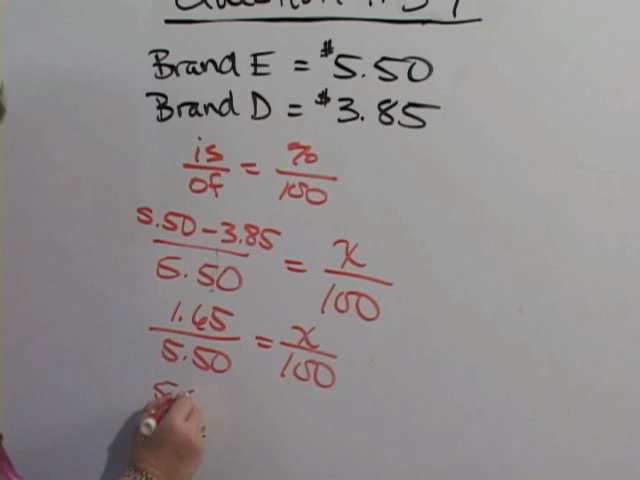 Brand E = $5.50
Brand D = $3.85
is/of = %/100
5.50 - 3.85/5.50 = x/100
1.65/5.50 = x/100
5